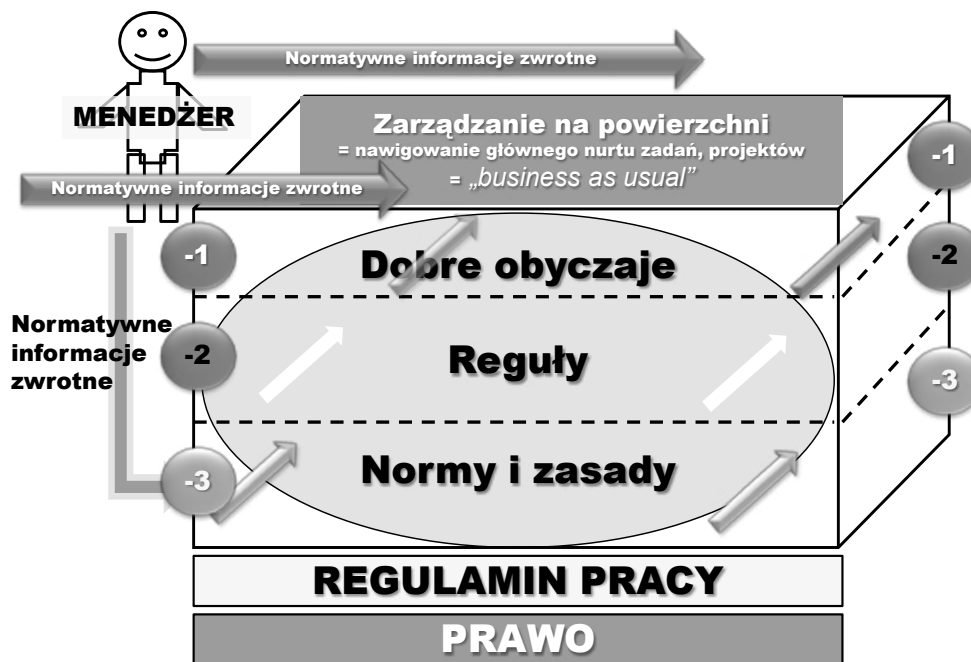 Normatywne informacje zwrotne
MENEDŻER
Zarządzanie na powierzchni
= nawigowanie głównego nurtu zadań, projektów
= „business as usual”
-1
Normatywne informacje zwrotne
-1
Dobre obyczaje
-2
Normatywne
informacje
zwrotne
-2
Reguły
-3
-3
Normy i zasady
REGULAMIN PRACY
PRAWO